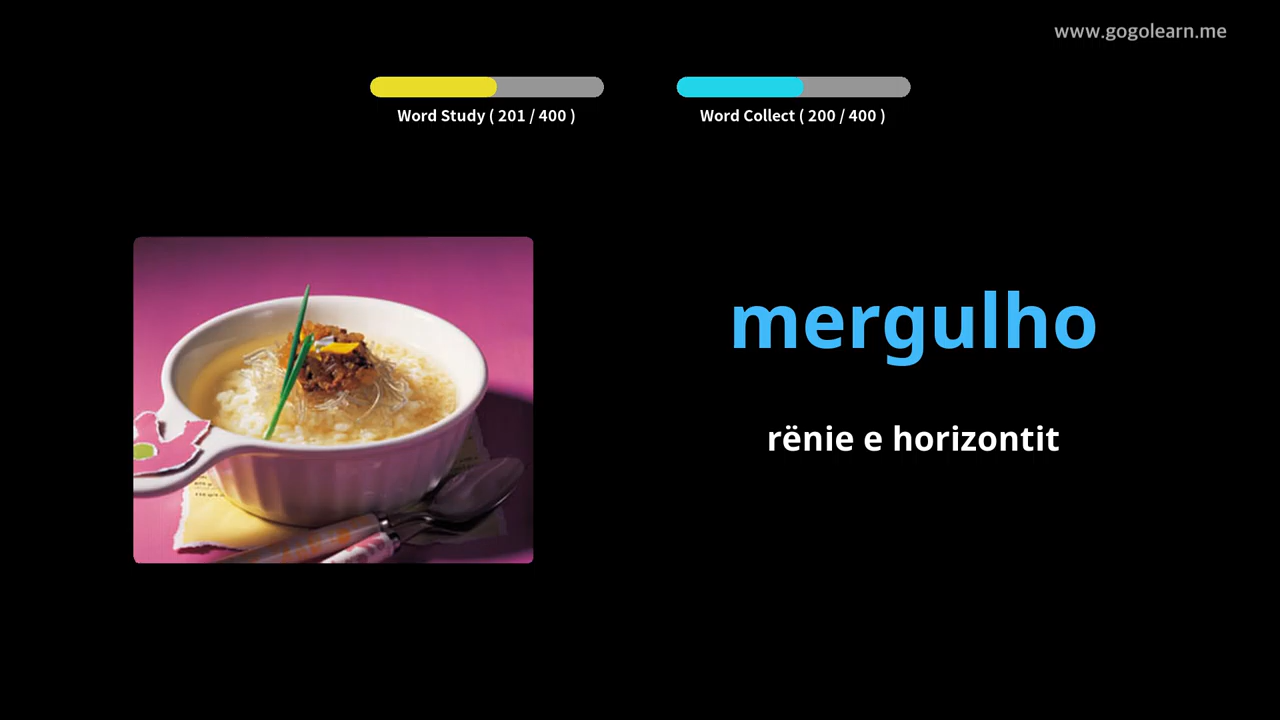 www.gogolearn.me
Word Study ( 201 / 400 )
Word Collect ( 200 / 400 )
mergulho
rënie e horizontit